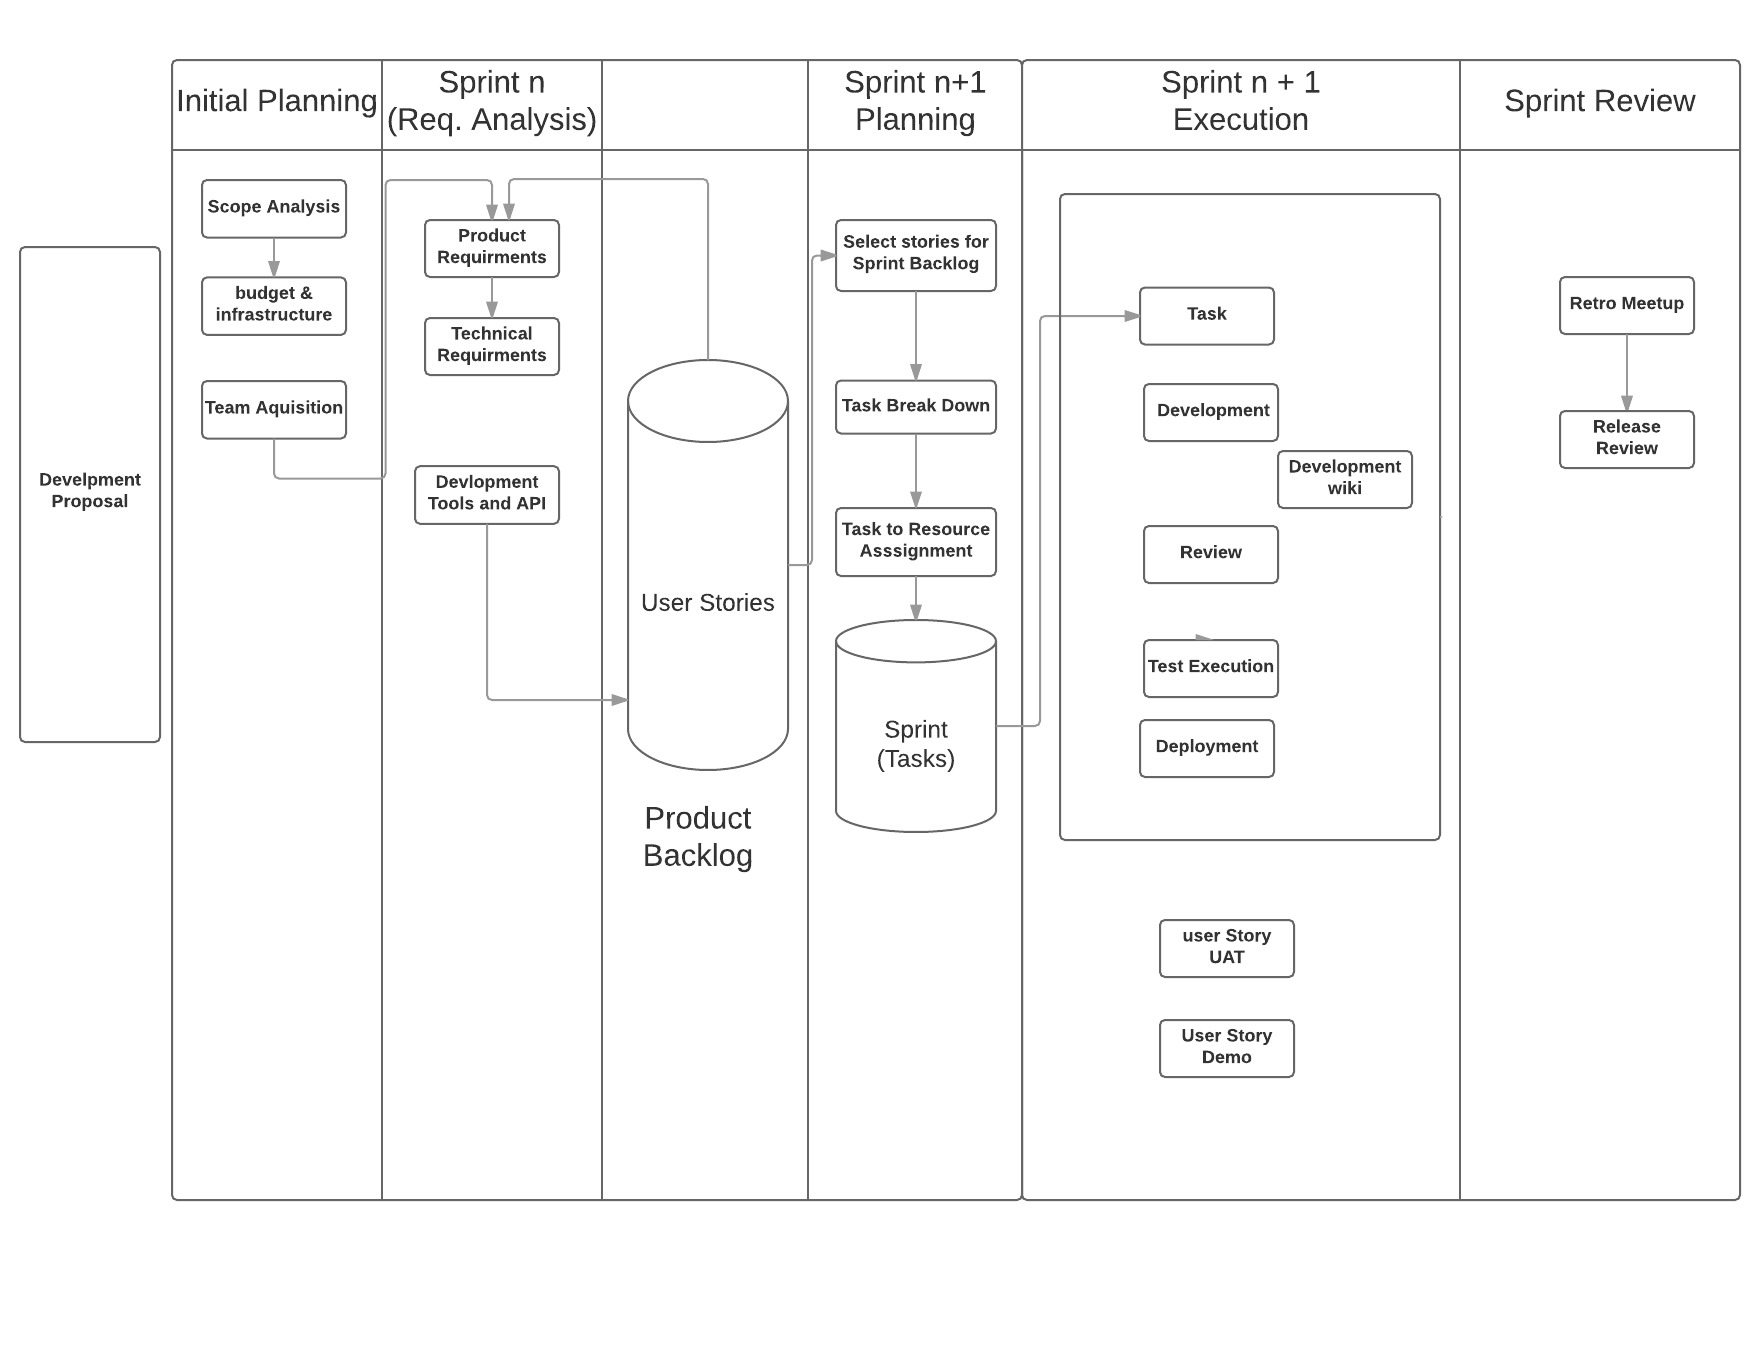 Initial Planning
Sprint n
(Req. Analysis)
Sprint n+1
Planning
Sprint n + 1
Execution
Sprint Review
Develpment
Proposal
Scope Analysis
budget &
infrastructure
Team Aquisition
Product
Requirments
Technical
Requirments
Devlopment
Tools and API
User Stories
Product
Backlog
Select stories for
Sprint Backlog
Task Break Down
Task to Resource
Asssignment
Sprint
(Tasks)
Task
Development
Development
wiki
Review
Test Execution
Deployment
user Story
UAT
User Story
Demo
Retro Meetup
Release
Review